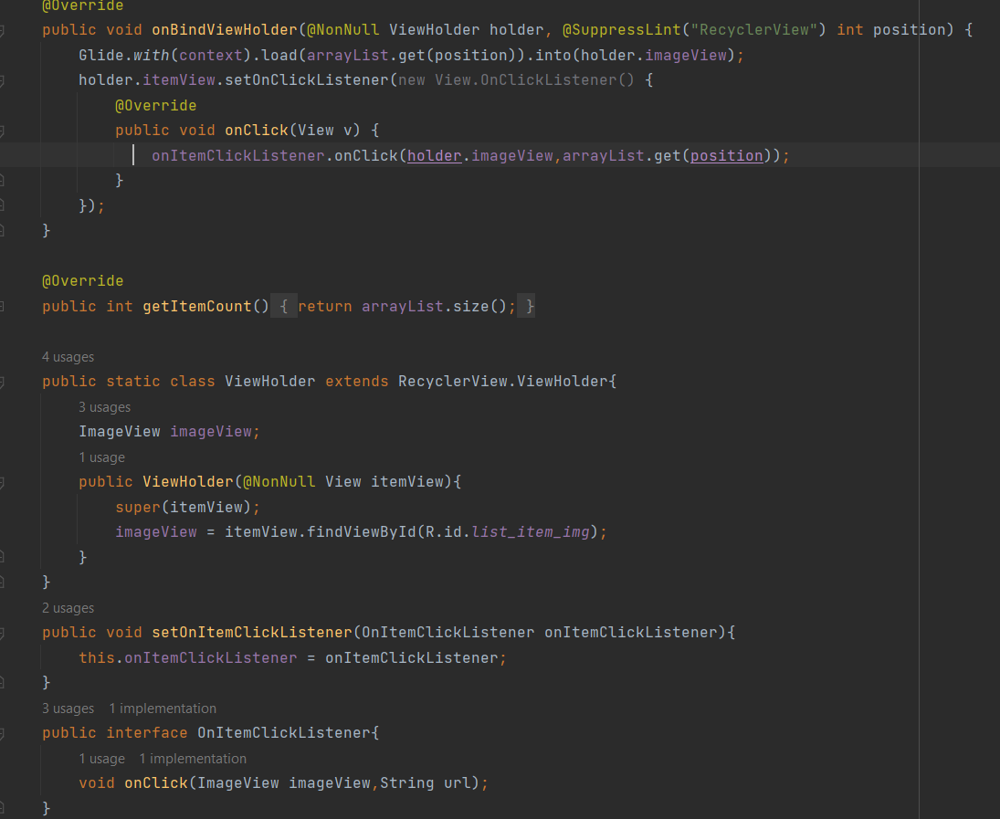 @Override
public void onBindViewHolder(@NonNull ViewHolder holder, @SuppressLint("RecyclerView") int position) {
Glide.with(context).load(arrayList.get(position)).into(holder.imageView);
holder.itemView.setOnClickListener(new View.OnClickListener() {
@Override
public void onClick(View v) {
onItemClickListener.onClick(holder.imageView,arrayList.get(position));
}
});
}
@Override
public int getItemCount() { return arrayList.size(); }
4 usages
public static class ViewHolder extends RecyclerView.ViewHolder{
3 usages
ImageView imageView;
1 usage
public ViewHolder(@NonNull View itemView){
super(itemView);
imageView = itemView.findViewById(R.id.list_item_img);
}
}
2 usages
public void setOnItemClickListener(OnItemClickListener onItemClickListener){
this.onItemClickListener = onItemClickListener;
}
3 usages 1 implementation
public interface OnItemClickListener{
1 usage 1 implementation
void onClick(ImageView imageView,String url);
}